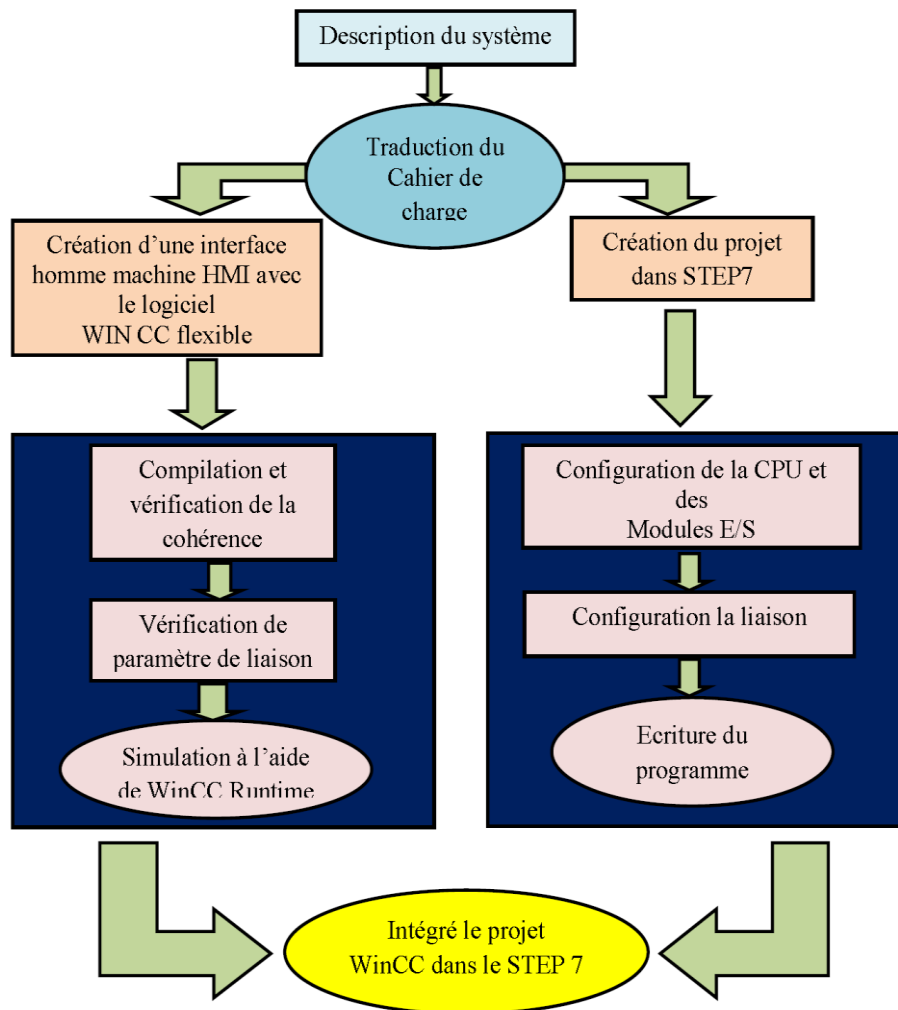 Description du système
Traduction du
Cahier de
charge
Création d'une interface
homme machine HMI avec
le logiciel
WIN CC flexible
Création du projet
dans STEP7
Compilation et
vérification de la
cohérence
Vérification de
paramètre de liaison
Simulation à l'aide
de WinCC Runtime
Configuration de la CPU et
des
Modules E/S
Configuration la liaison
Ecriture du
programme
Intégré le projet
WinCC dans le STEP 7